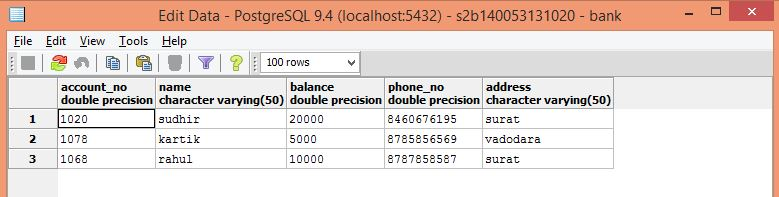 Edit Data - PostgreSQL 9.4 (localhost:5432) - s2b140053131020 - bank
File Edit View Tools Help
100 rows
account_no name balance phone_no address
double precision character varying(50) double precision double precision character varying(50)
1 1020 sudhir 20000 8460676195 surat
2 1078 kartik 5000 8785856569 vadodara
3 1068 rahul 10000 8787858587 surat